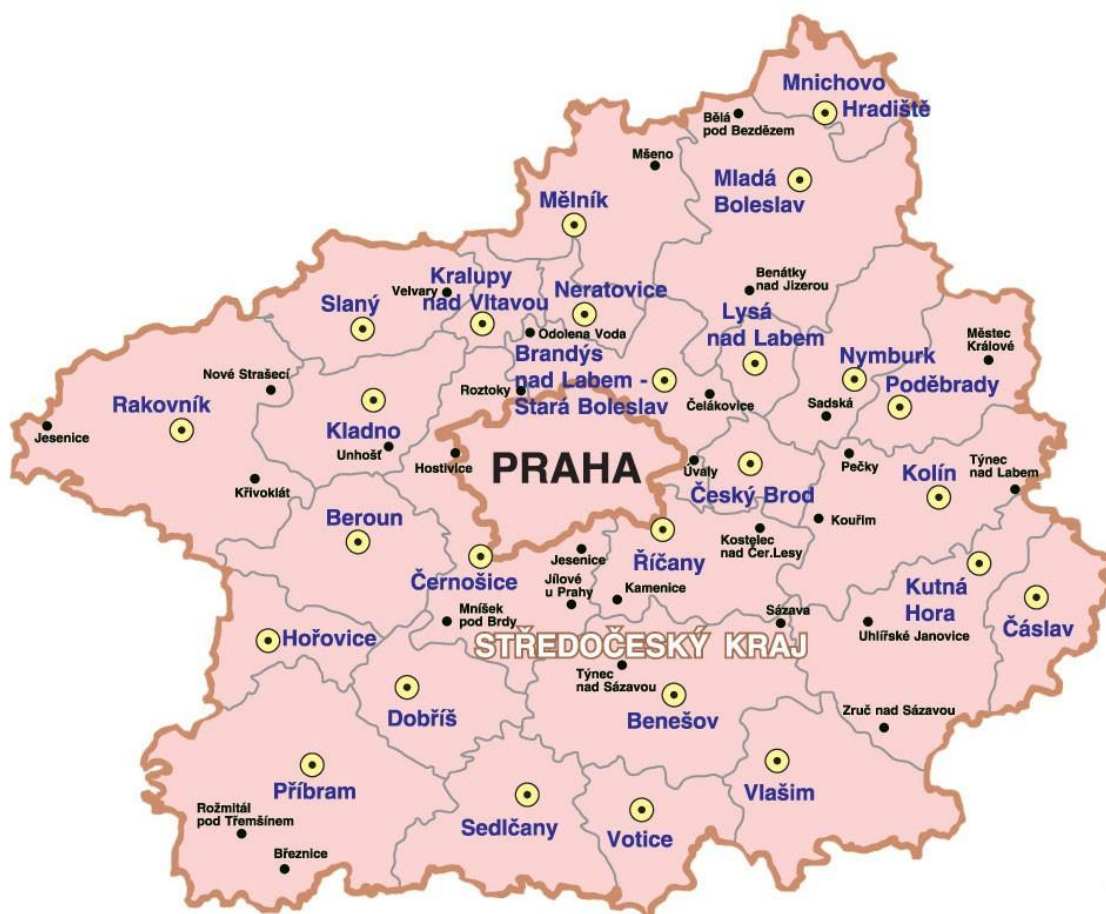 Mnichovo
Hradiště
Bělá
pod Bezdězem
Mšeno
Mladá
Boleslav
Mělník
Benátky
nad Jizerou
Kralupy
nad Vltavou
Velvary
Neratovice
Slaný
Lysá
nad Labem
Odolena Voda
Městec
Králové
Brandýs
nad Labem -
Stará Boleslav
Nymburk
Poděbrady
Nové Strašecí
Roztoky
Rakovník
Čelákovice
Sadská
Jesenice
Kladno
Unhošť
Hostivice
PRAHA
Úvaly
Český Brod
Pečky
Kolín
Týnec
nad Labem
Křivoklát
Beroun
Kouřim
Kostelec
nad Čer.Lesy
Jesenice
Říčany
Černošice
Jílové
u Prahy
Kamenice
Kutná
Hora
Čáslav
Mníšek
pod Brdy
Sázava
Uhlířské Janovice
Hořovice
STŘEDOČESKÝ KRAJ
Týnec
nad Sázavou
Dobříš
Benešov
Zruč nad Sázavou
Příbram
Vlašim
Rožmitál
pod Třemšínem
Sedlčany
Votice
Březnice